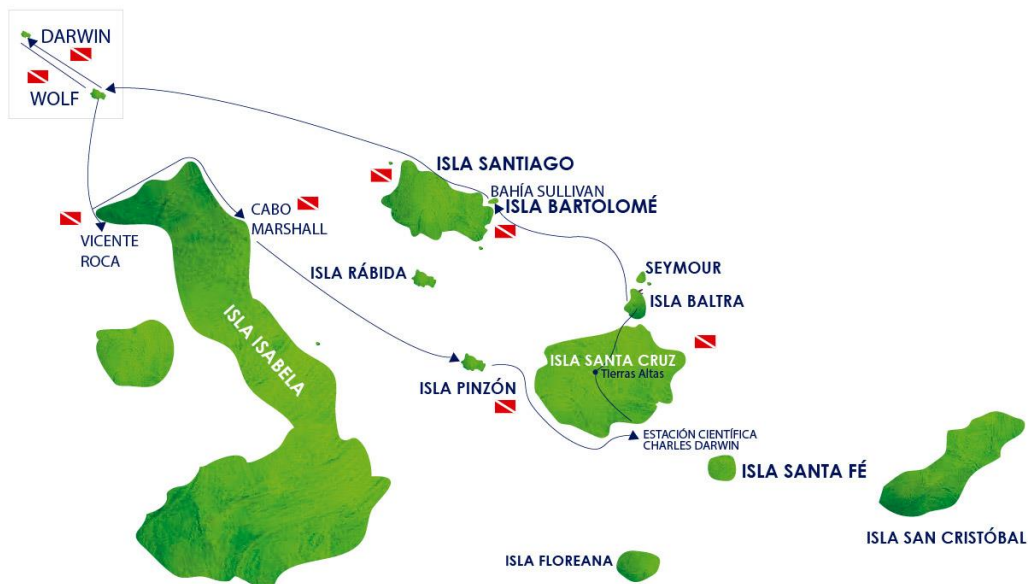 DARWIN
WOLF
ISLA SANTIAGO
BAHÍA SULLIVAN
ISLA BARTOLOMÉ
CABO
MARSHALL
VICENTE
ROCA
ISLA RÁBIDA
SEYMOUR
ISLA BALTRA
ISLA ISABELA
ISLA SANTA CRUZ
Tierras Altas
ISLA PINZÓN
ESTACIÓN CIENTÍFICA
CHARLES DARWIN
ISLA SANTA FÉ
ISLA SAN CRISTÓBAL
ISLA FLOREANA